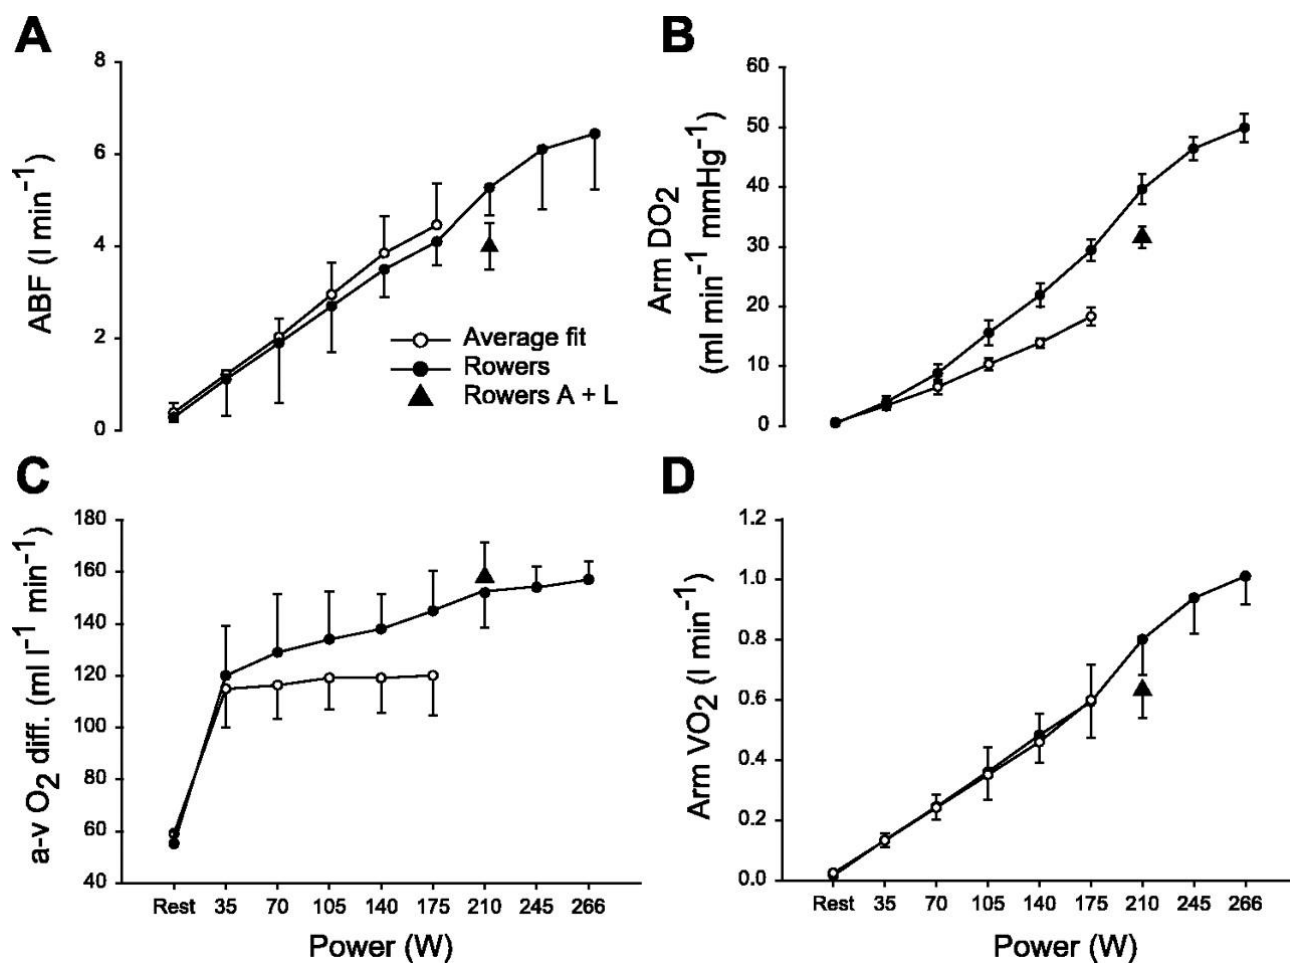 A
8
6
4
2
0
ABF (l min⁻¹)
Average fit
Rowers
Rowers A + L
B
60
50
40
30
20
10
0
Arm DO₂
(ml min⁻¹ mmHg⁻¹)
C
180
160
140
120
100
80
60
40
a-v O₂ diff. (ml l⁻¹ min⁻¹)
Rest 35 70 105 140 175 210 245 266
Power (W)
D
1.2
1.0
0.8
0.6
0.4
0.2
0.0
Arm VO₂ (l min⁻¹)
Rest 35 70 105 140 175 210 245 266
Power (W)